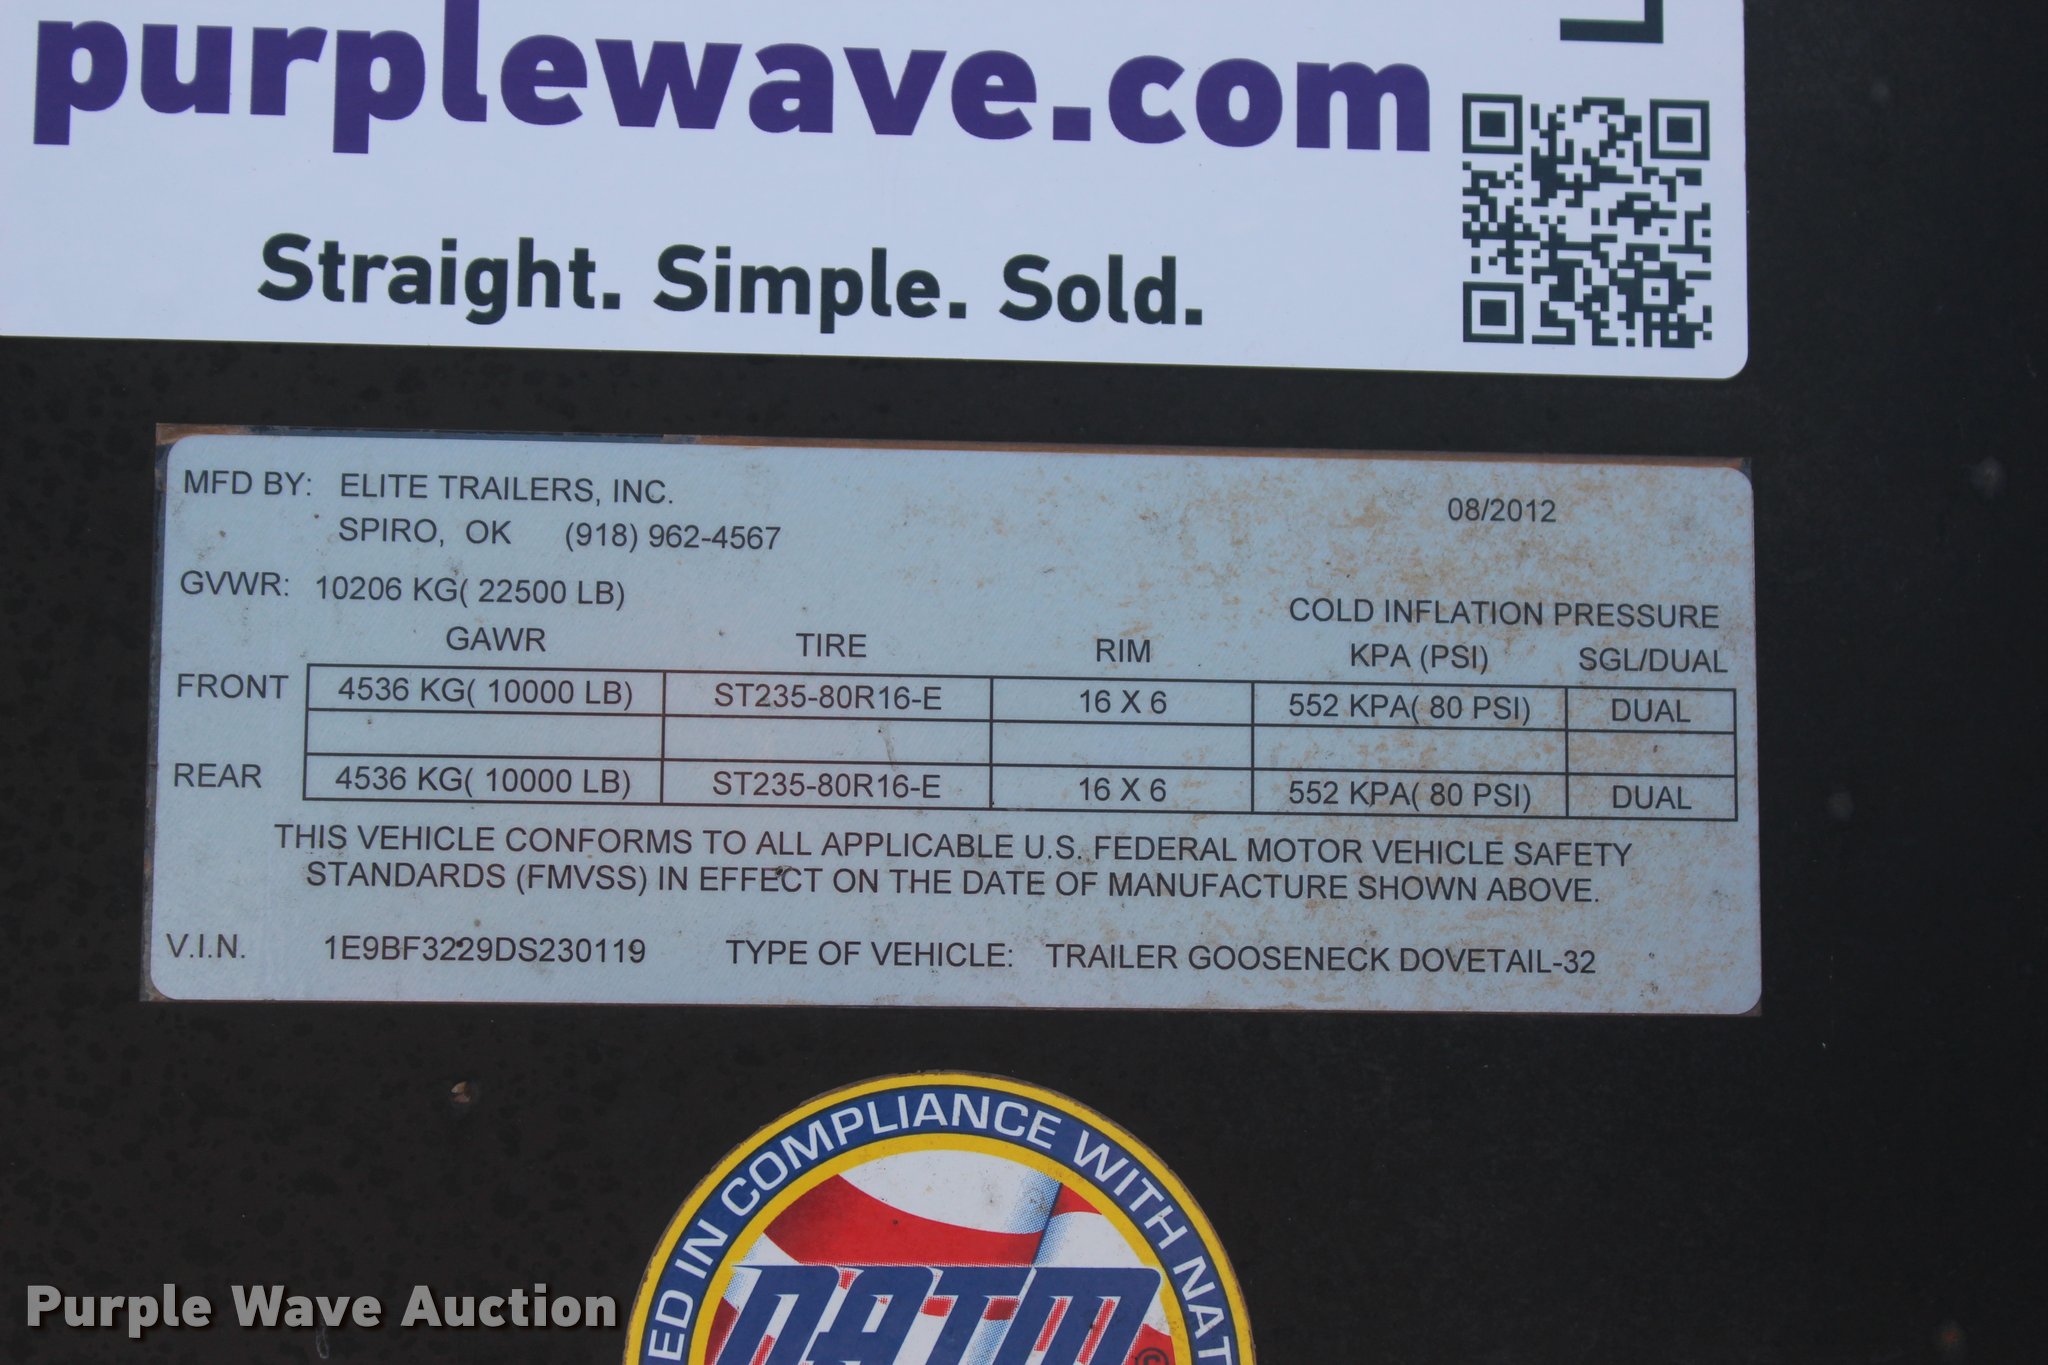 purplewave.com
Straight. Simple. Sold.
MFD BY: ELITE TRAILERS, INC. 08/2012
SPIRO, OK (918) 962-4567
GVWR: 10206 KG( 22500 LB)
COLD INFLATION PRESSURE
GAWR TIRE RIM KPA (PSI) SGL/DUAL
FRONT 4536 KG( 10000 LB) ST235-80R16-E 16 X 6 552 KPA( 80 PSI) DUAL
REAR 4536 KG( 10000 LB) ST235-80R16-E 16 X 6 552 KPA( 80 PSI) DUAL
THIS VEHICLE CONFORMS TO ALL APPLICABLE U.S. FEDERAL MOTOR VEHICLE SAFETY
STANDARDS (FMVSS) IN EFFECT ON THE DATE OF MANUFACTURE SHOWN ABOVE.
V.I.N. 1E9BF3229DS230119 TYPE OF VEHICLE: TRAILER GOOSENECK DOVETAIL-32
IN COMPLIANCE WITH
NATM ©
Purple Wave Auction